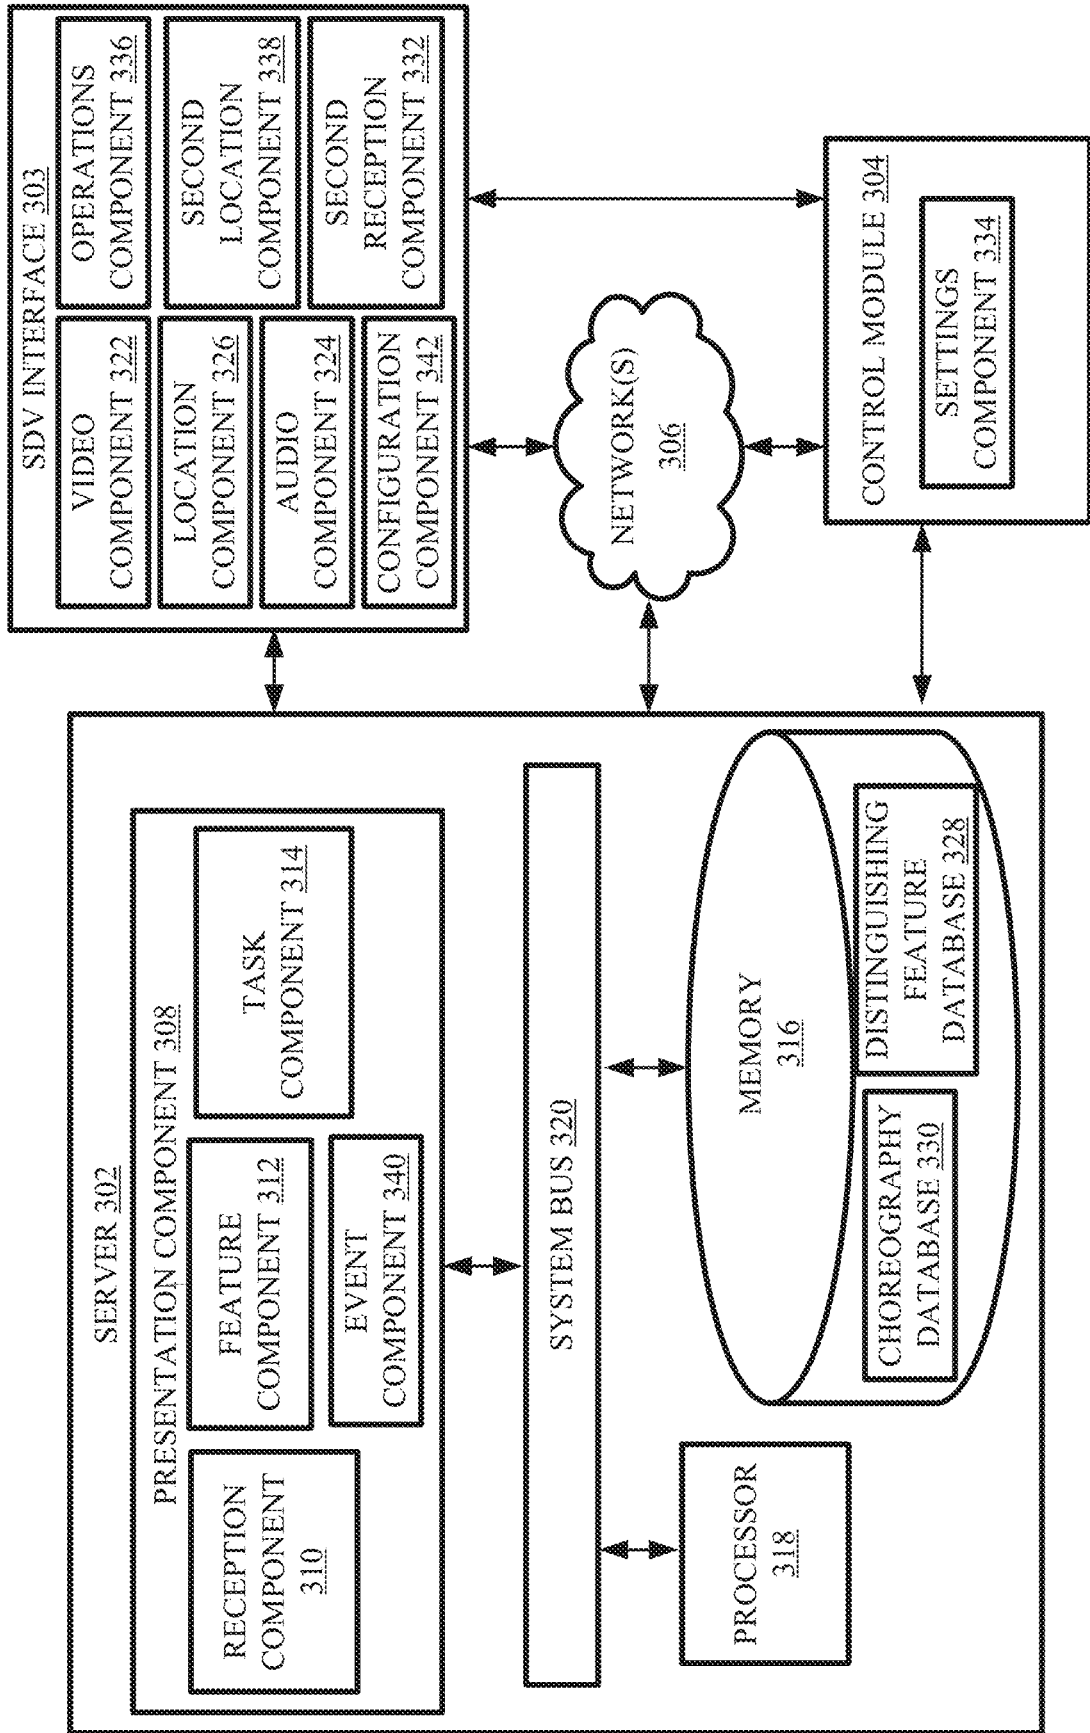 SERVER 302
PRESENTATION COMPONENT 308
RECEPTION
COMPONENT
310
FEATURE
COMPONENT 312
TASK
COMPONENT 314
EVENT
COMPONENT 340
SYSTEM BUS 320
PROCESSOR
318
MEMORY
316
CHOREOGRAPHY
DATABASE 330
DISTINGUISHING
FEATURE
DATABASE 328
SDV INTERFACE 303
VIDEO
COMPONENT 322
OPERATIONS
COMPONENT 336
LOCATION
COMPONENT 326
SECOND
LOCATION
COMPONENT 338
AUDIO
COMPONENT 324
SECOND
RECEPTION
COMPONENT 332
CONFIGURATION
COMPONENT 342
NETWORK(S)
306
CONTROL MODULE 304
SETTINGS
COMPONENT 334